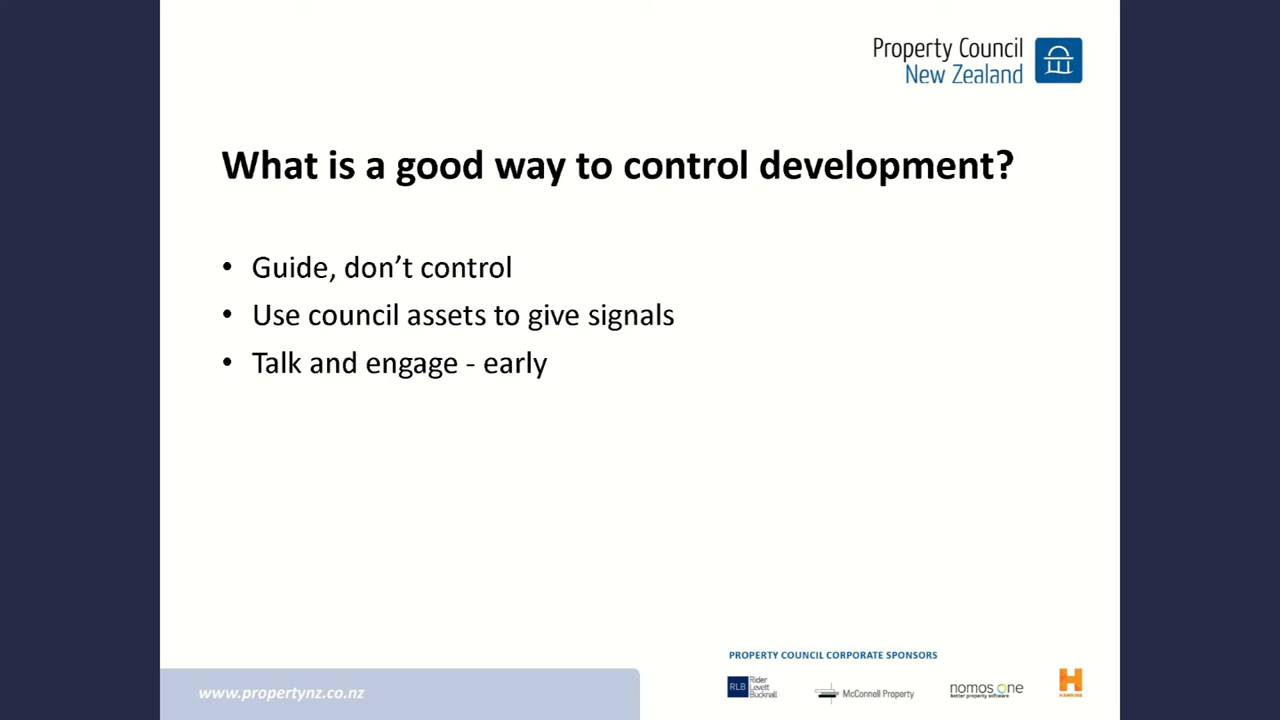 Property Council
New Zealand
What is a good way to control development?
• Guide, don’t control
• Use council assets to give signals
• Talk and engage - early
PROPERTY COUNCIL CORPORATE SPONSORS
www.propertynz.co.nz
RLB
Rider
Levett
Bucknall
McConnell Property
nomos one
better property software
H
HAWKINS